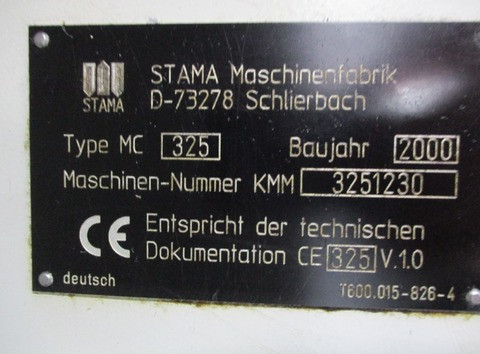 STAMA Maschinenfabrik
STAMA D-73278 Schlierbach
Type MC 325 Baujahr 2000
Maschinen-Nummer KMM 3251230
CE Entspricht der technischen
Dokumentation CE 325 V.1.0
deutsch T600.015-826-4